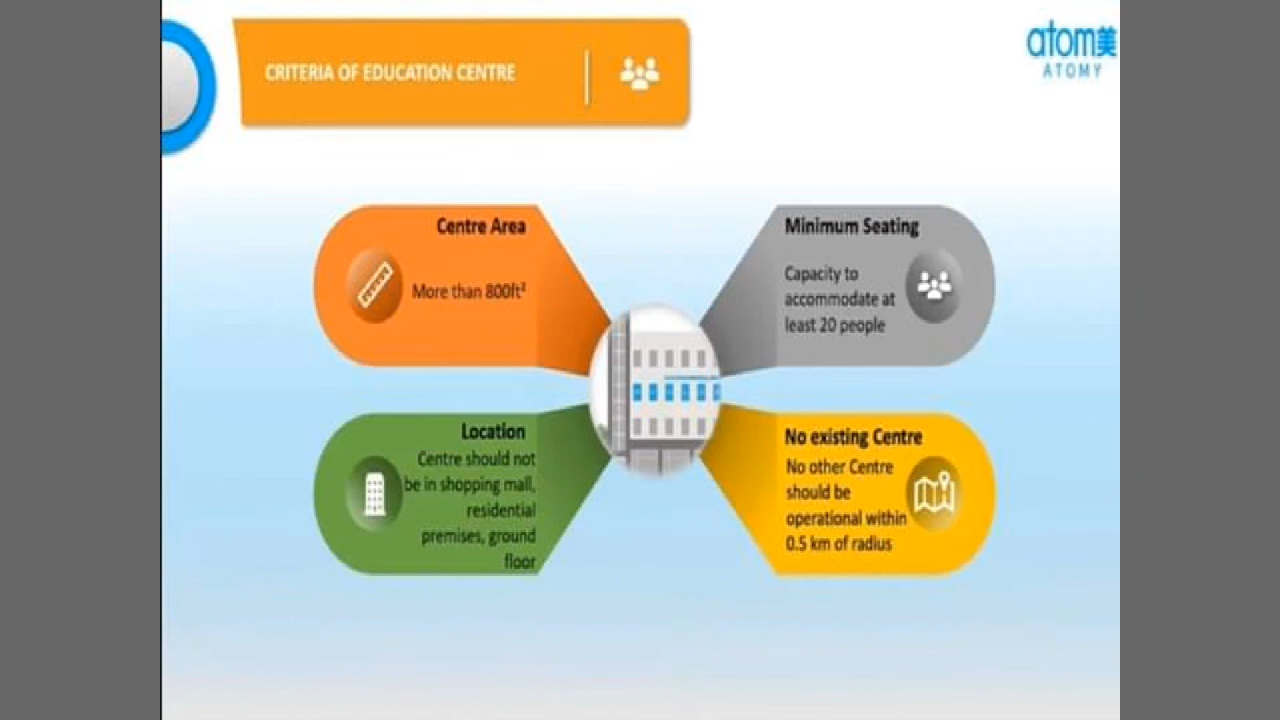 CRITERIA OF EDUCATION CENTRE
atom美
ATOMY
Centre Area
More than 800ft²
Minimum Seating
Capacity to
accommodate at
least 20 people
Location
Centre should not
be in shopping mall,
residential
premises, ground
floor
No existing Centre
No other Centre
should be
operational within
0.5 km of radius